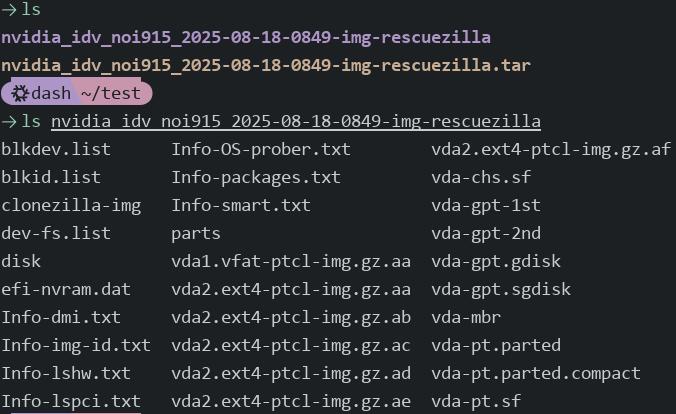 → ls
nvidia_idv_noi915_2025-08-18-0849-img-rescuezilla
nvidia_idv_noi915_2025-08-18-0849-img-rescuezilla.tar
dash ~/test
→ ls nvidia_idv_noi915_2025-08-18-0849-img-rescuezilla
blkdev.list Info-OS-prober.txt vda2.ext4-ptcl-img.gz.af
blkid.list Info-packages.txt vda-chs.sf
clonezilla-img Info-smart.txt vda-gpt-1st
dev-fs.list parts vda-gpt-2nd
disk vda1.vfat-ptcl-img.gz.aa vda-gpt.gdisk
efi-nvram.dat vda2.ext4-ptcl-img.gz.aa vda-gpt.sgdisk
Info-dmi.txt vda2.ext4-ptcl-img.gz.ab vda-mbr
Info-img-id.txt vda2.ext4-ptcl-img.gz.ac vda-pt.parted
Info-lshw.txt vda2.ext4-ptcl-img.gz.ad vda-pt.parted.compact
Info-lspci.txt vda2.ext4-ptcl-img.gz.ae vda-pt.sf